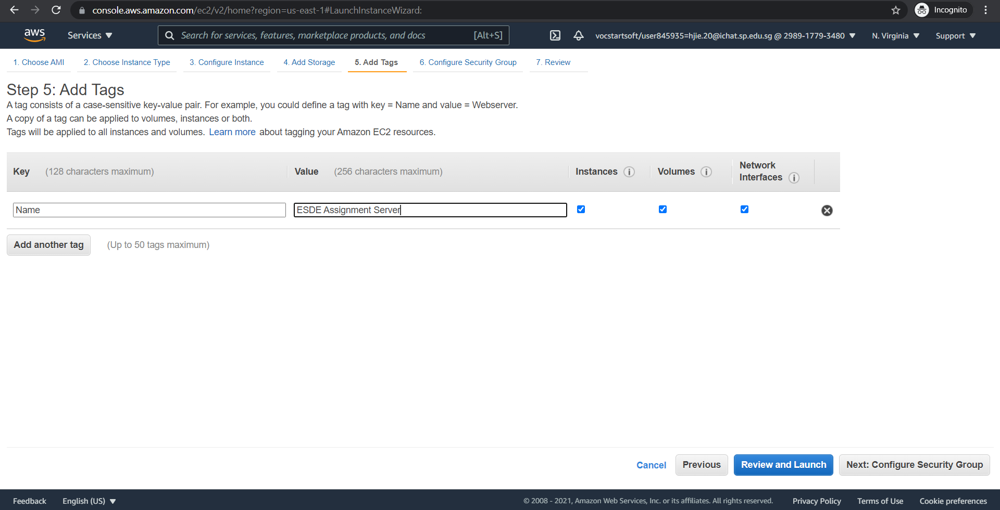 console.aws.amazon.com/ec2/v2/home?region=us-east-1#LaunchInstanceWizard:
Incognito
aws
Services
Search for services, features, marketplace products, and docs
[Alt+S]
vocstartsoft/user845935=hjie.20@ichat.sp.edu.sg @ 2989-1779-3480
N. Virginia
Support
1. Choose AMI
2. Choose Instance Type
3. Configure Instance
4. Add Storage
5. Add Tags
6. Configure Security Group
7. Review
Step 5: Add Tags
A tag consists of a case-sensitive key-value pair. For example, you could define a tag with key = Name and value = Webserver.
A copy of a tag can be applied to volumes, instances or both.
Tags will be applied to all instances and volumes. Learn more about tagging your Amazon EC2 resources.
Key (128 characters maximum)
Value (256 characters maximum)
Instances
Volumes
Network
Interfaces
Name
ESDE Assignment Server
Add another tag
(Up to 50 tags maximum)
Cancel
Previous
Review and Launch
Next: Configure Security Group
Feedback
English (US)
© 2008 - 2021, Amazon Web Services, Inc. or its affiliates. All rights reserved.
Privacy Policy
Terms of Use
Cookie preferences